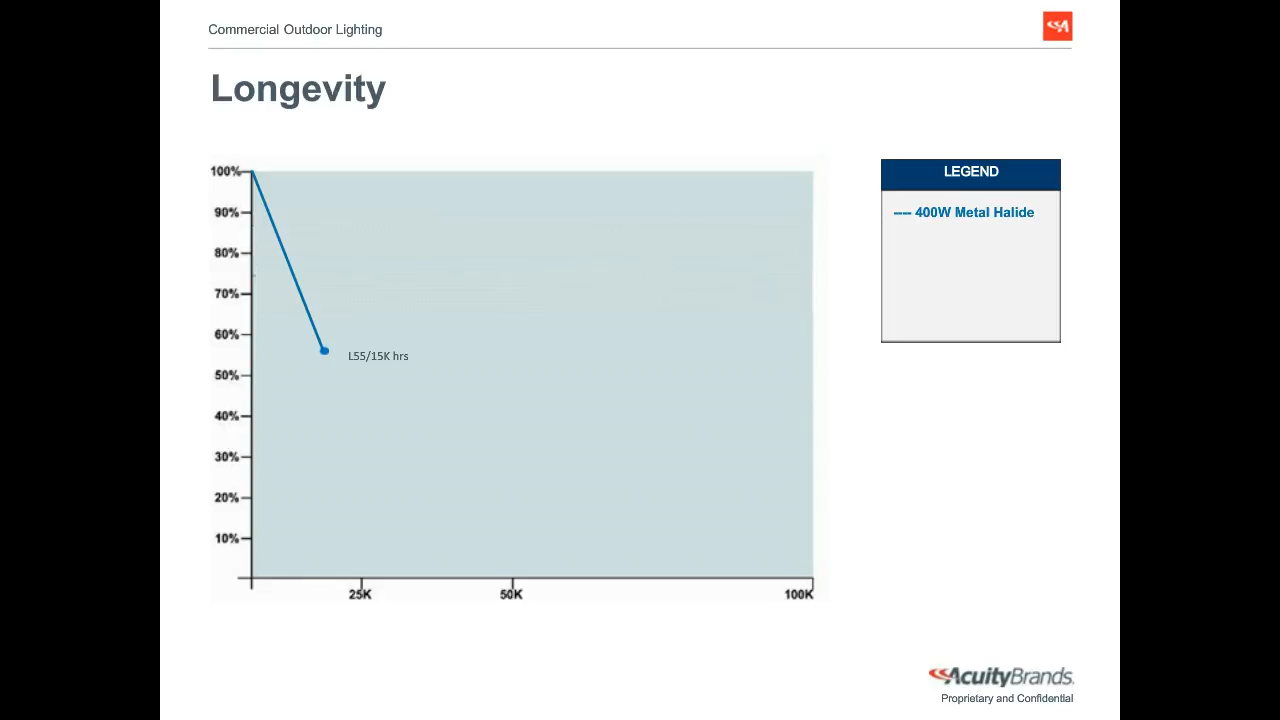 Commercial Outdoor Lighting
Longevity
100%
90%
80%
70%
60%
50%
40%
30%
20%
10%
25K
50K
100K
L55/15K hrs
LEGEND
---- 400W Metal Halide
AcuityBrands.
Proprietary and Confidential